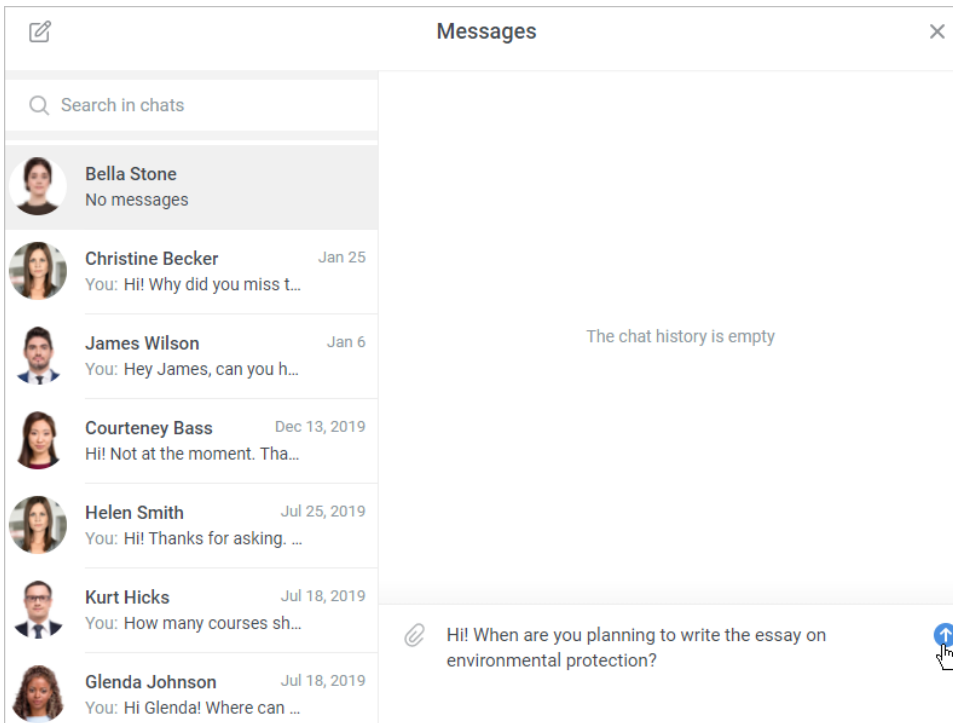 Messages
Search in chats
Bella Stone
No messages
Christine Becker Jan 25
You: Hi! Why did you miss t...
James Wilson Jan 6
You: Hey James, can you h...
Courteney Bass Dec 13, 2019
Hi! Not at the moment. Tha...
Helen Smith Jul 25, 2019
You: Hi! Thanks for asking. ...
Kurt Hicks Jul 18, 2019
You: How many courses sh...
Glenda Johnson Jul 18, 2019
You: Hi Glenda! Where can ...
The chat history is empty
Hi! When are you planning to write the essay on
environmental protection?